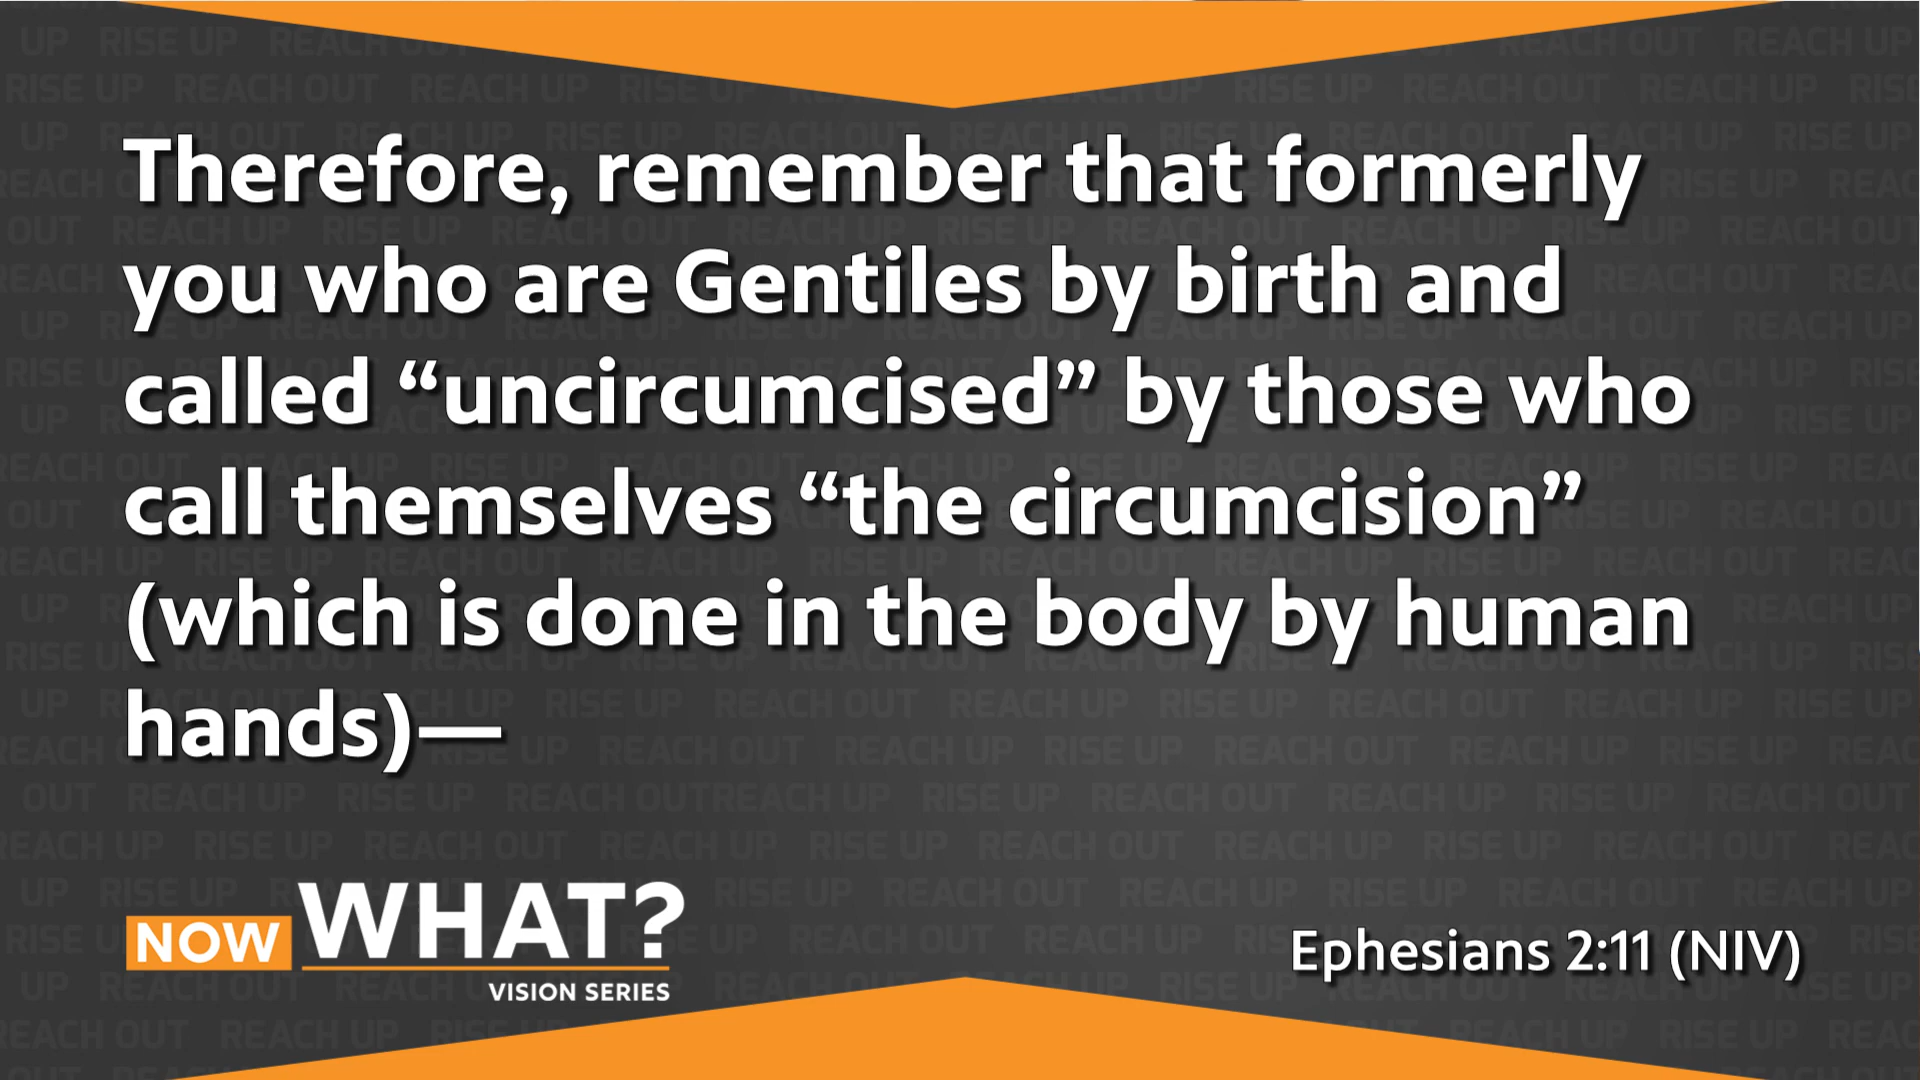 Therefore, remember that formerly
you who are Gentiles by birth and
called “uncircumcised” by those who
call themselves “the circumcision”
(which is done in the body by human
hands)—
NOW WHAT?
VISION SERIES
Ephesians 2:11 (NIV)